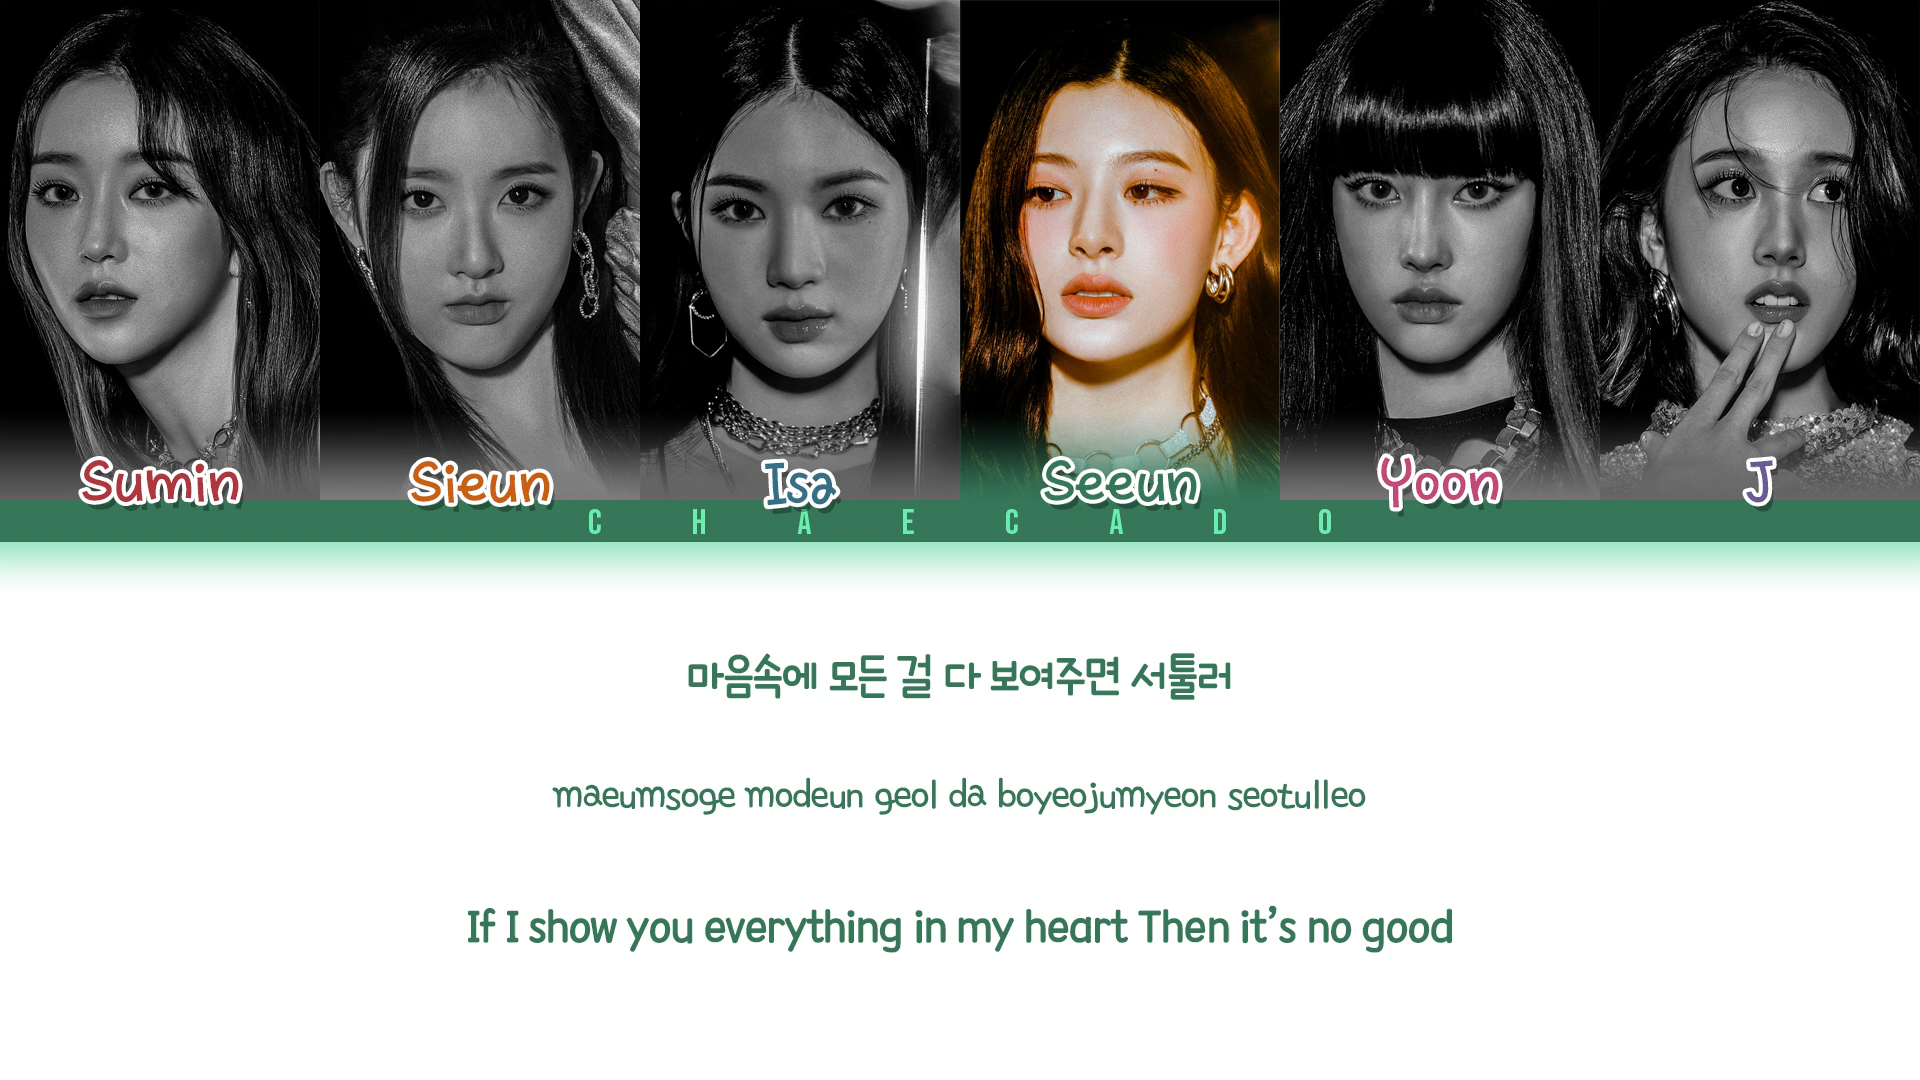 Sumin Sieun Isa Seeun Yoon J
CHAECADO
마음속에 모든 걸 다 보여주면 서툴러
maeumsoge modeun geol da boyeojumyeon seotulleo
If I show you everything in my heart Then it’s no good